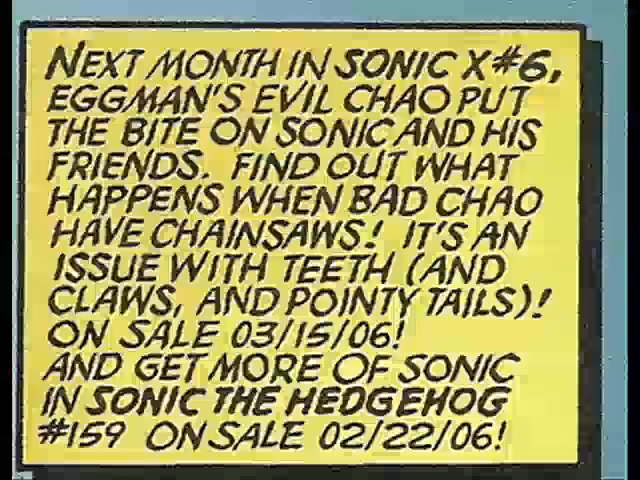 NEXT MONTH IN SONIC X #6,
EGGMAN'S EVIL CHAO PUT
THE BITE ON SONIC AND HIS
FRIENDS. FIND OUT WHAT
HAPPENS WHEN BAD CHAO
HAVE CHAINSAWS! IT'S AN
ISSUE WITH TEETH (AND
CLAWS, AND POINTY TAILS)!
ON SALE 03/15/06!
AND GET MORE OF SONIC
IN SONIC THE HEDGEHOG
#159 ON SALE 02/22/06!